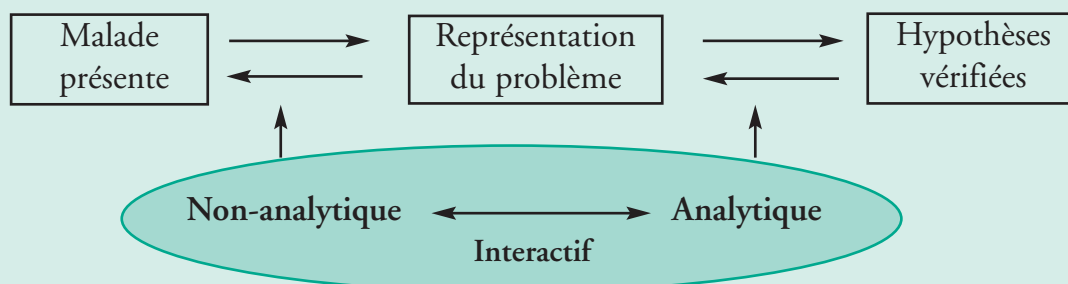 Malade
présente
Représentation
du problème
Hypothèses
vérifiées
Non-analytique
Analytique
Interactif